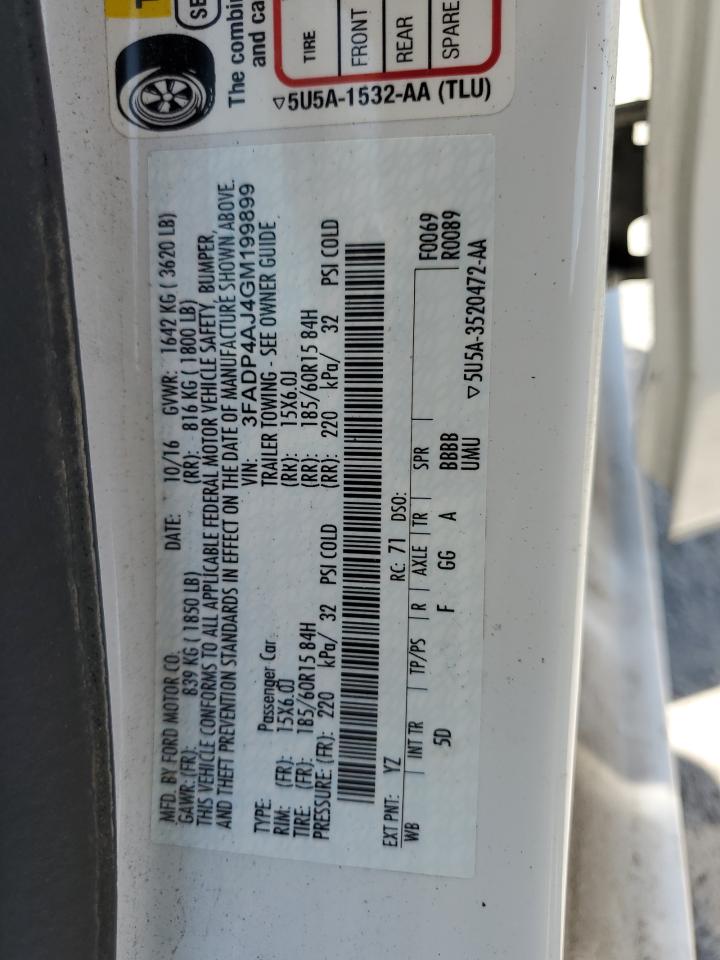 SE
The combin
and ca
TIRE
FRONT
REAR
SPARE
▽5U5A-1532-AA (TLU)
MFD. BY FORD MOTOR CO. DATE: 10/16 GVWR: 1642 KG ( 3620 LB)
GAWR: (FR): 839 KG ( 1850 LB) (RR): 816 KG ( 1800 LB)
THIS VEHICLE CONFORMS TO ALL APPLICABLE FEDERAL MOTOR VEHICLE SAFETY, BUMPER,
AND THEFT PREVENTION STANDARDS IN EFFECT ON THE DATE OF MANUFACTURE SHOWN ABOVE.
VIN: 3FADP4AJ4GM199899
TYPE: Passenger Car TRAILER TOWING - SEE OWNER GUIDE
RIM: (FR): 15X6.0J (RR): 15X6.0J
TIRE: (FR): 185/60R15 84H (RR): 185/60R15 84H
PRESSURE: (FR): 220 kPa/ 32 PSI COLD (RR): 220 kPa/ 32 PSI COLD
EXT PNT: YZ RC: 71 DSO: F0069
WB INT TR TP/PS R AXLE TR SPR R0089
5D F GG A BBBB
UMU ▽5U5A-3520472-AA